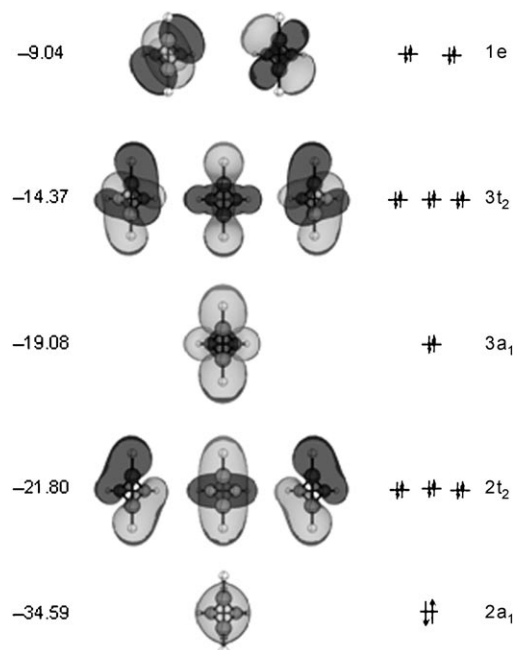 –9.04 1e
–14.37 3t₂
–19.08 3a₁
–21.80 2t₂
–34.59 2a₁